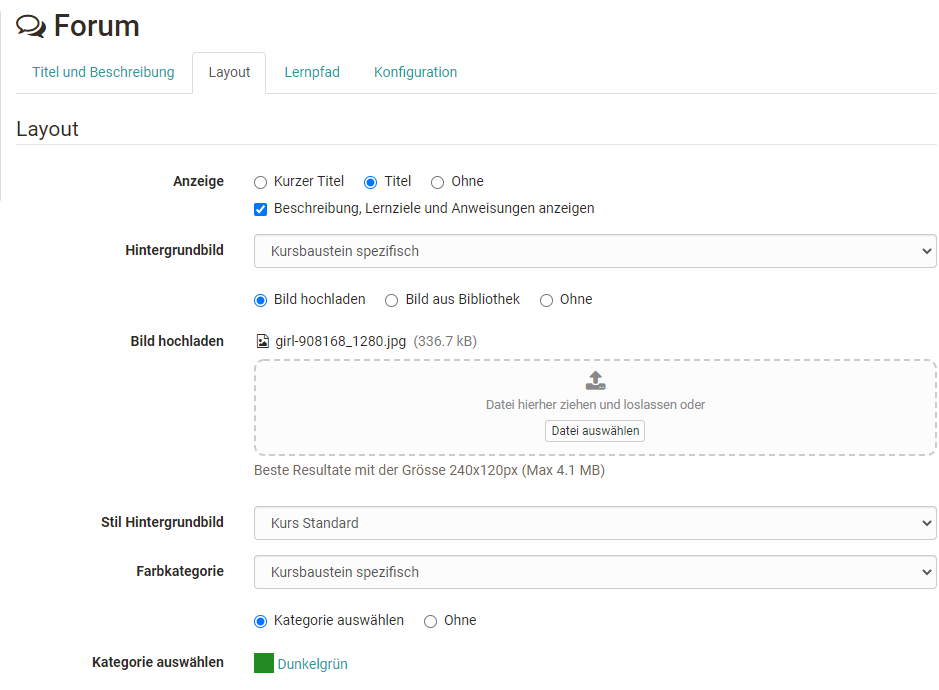 Forum
Titel und Beschreibung Layout Lernpfad Konfiguration
Layout
Anzeige Kurzer Titel Titel Ohne
Beschreibung, Lernziele und Anweisungen anzeigen
Hintergrundbild Kursbaustein spezifisch
Bild hochladen Bild aus Bibliothek Ohne
Bild hochladen girl-908168_1280.jpg (336.7 kB)
Datei hierher ziehen und loslassen oder
Datei auswählen
Beste Resultate mit der Grösse 240x120px (Max 4.1 MB)
Stil Hintergrundbild Kurs Standard
Farbkategorie Kursbaustein spezifisch
Kategorie auswählen Ohne
Kategorie auswählen Dunkelgrün